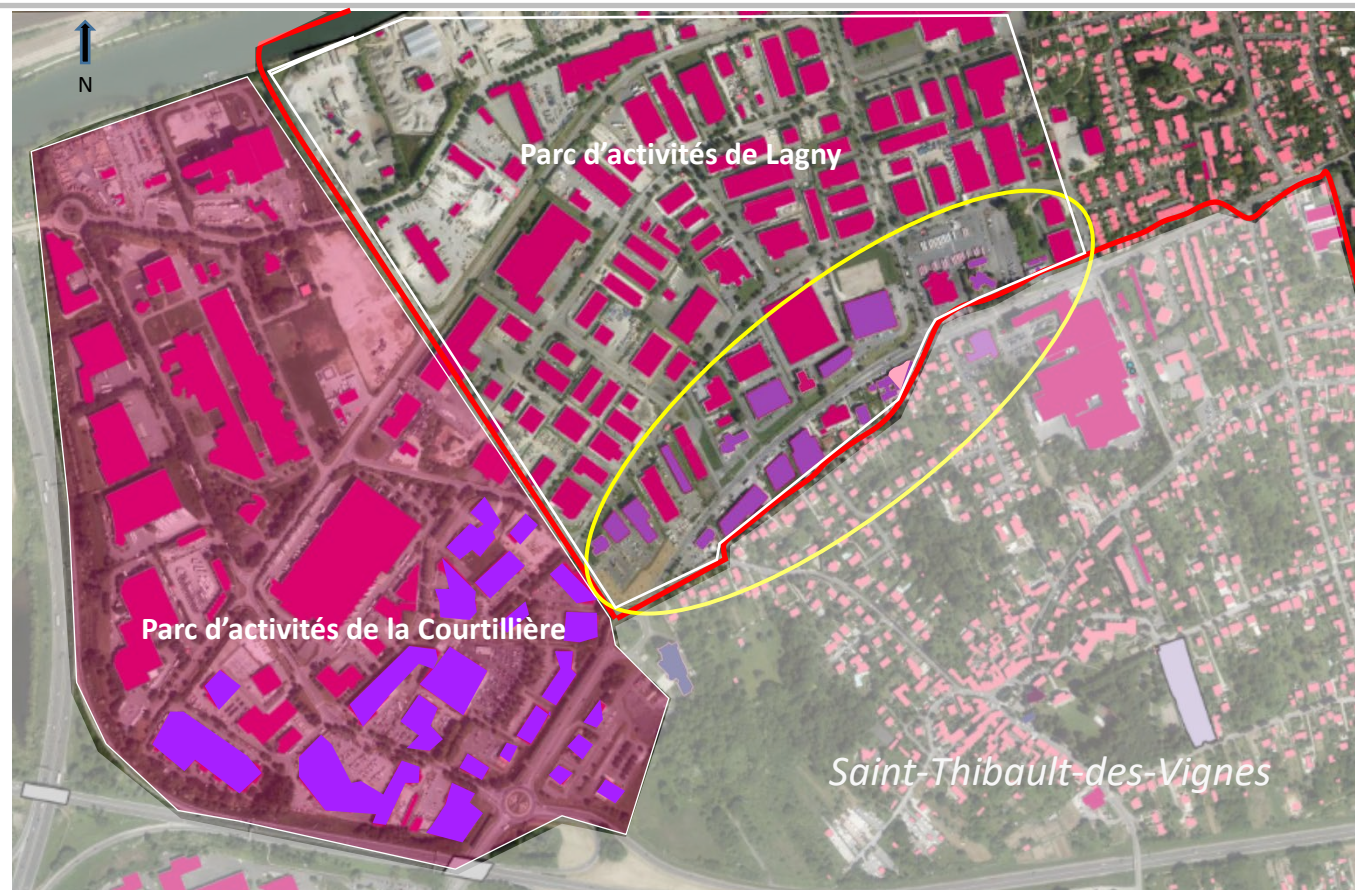 N
Parc d'activités de Lagny
Parc d'activités de la Courtillière
Saint-Thibault-des-Vignes